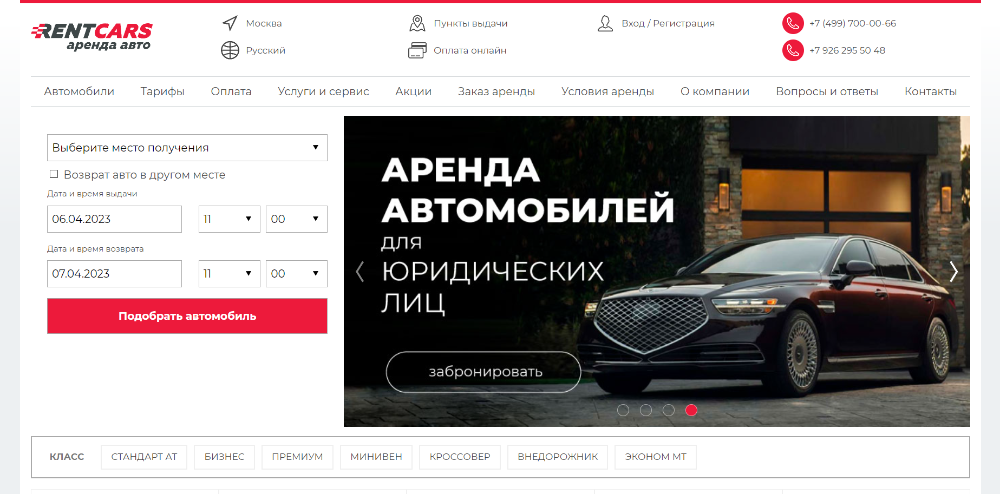 RENTCARS
аренда авто
Москва
Русский
Пункты выдачи
Оплата онлайн
Вход / Регистрация
+7 (499) 700-00-66
+7 926 295 50 48
Автомобили Тарифы Оплата Услуги и сервис Акции Заказ аренды Условия аренды О компании Вопросы и ответы Контакты
Выберите место получения
Возврат авто в другом месте
Дата и время выдачи
06.04.2023 11 00
Дата и время возврата
07.04.2023 11 00
Подобрать автомобиль
АРЕНДА
АВТОМОБИЛЕЙ
для
ЮРИДИЧЕСКИХ
ЛИЦ
забронировать
КЛАСС СТАНДАРТ АТ БИЗНЕС ПРЕМИУМ МИНИВЕН КРОССОВЕР ВНЕДОРОЖНИК ЭКОНОМ МТ